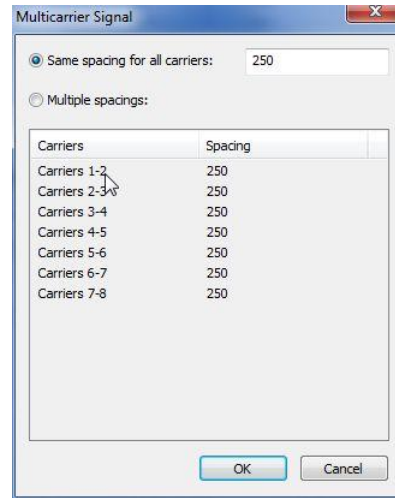 Multicarrier Signal
Same spacing for all carriers: 250
Multiple spacings:
Carriers Spacing
Carriers 1-2 250
Carriers 2-3 250
Carriers 3-4 250
Carriers 4-5 250
Carriers 5-6 250
Carriers 6-7 250
Carriers 7-8 250
OK Cancel